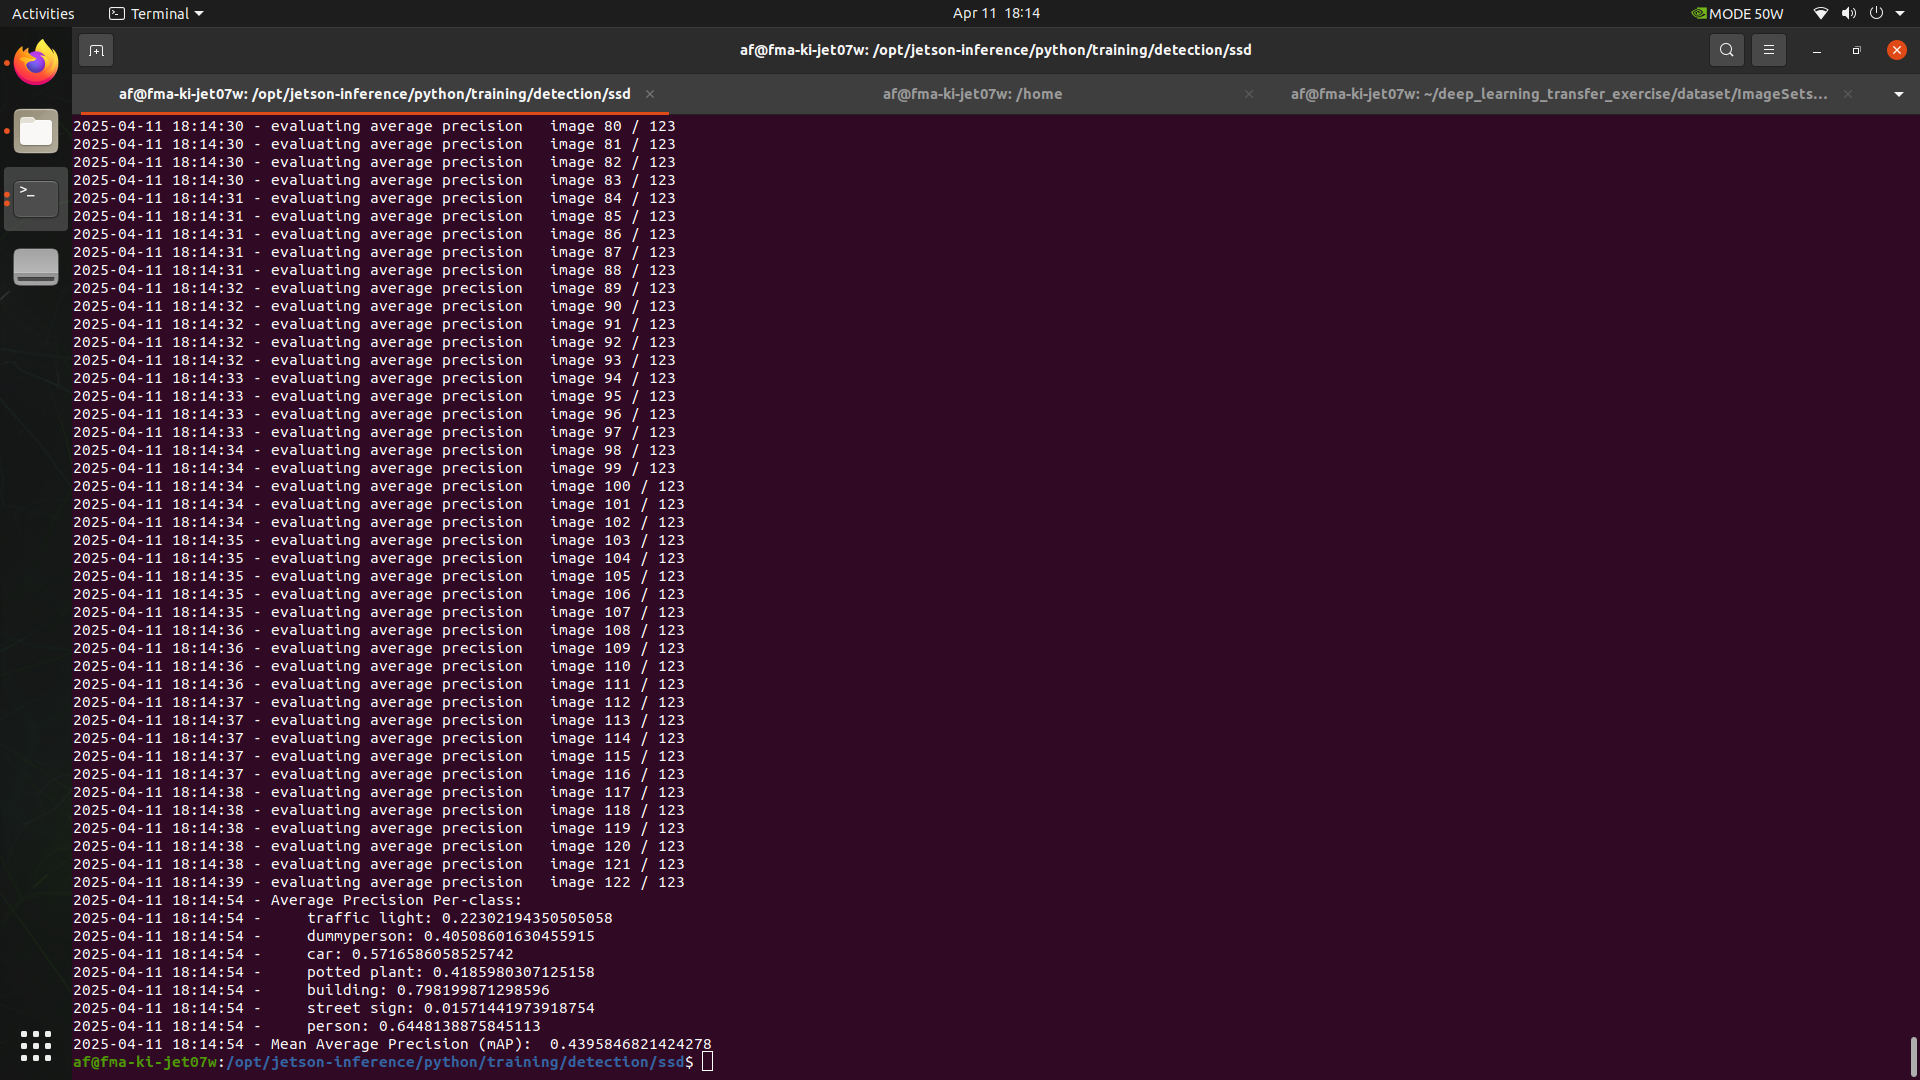 Activities
Terminal
Apr 11 18:14
MODE 50W
af@fma-ki-jet07w: /opt/jetson-inference/python/training/detection/ssd
af@fma-ki-jet07w: /opt/jetson-inference/python/training/detection/ssd
af@fma-ki-jet07w: /home
af@fma-ki-jet07w: ~/deep_learning_transfer_exercise/dataset/ImageSets...
2025-04-11 18:14:30 - evaluating average precision   image 80 / 123
2025-04-11 18:14:30 - evaluating average precision   image 81 / 123
2025-04-11 18:14:30 - evaluating average precision   image 82 / 123
2025-04-11 18:14:30 - evaluating average precision   image 83 / 123
2025-04-11 18:14:31 - evaluating average precision   image 84 / 123
2025-04-11 18:14:31 - evaluating average precision   image 85 / 123
2025-04-11 18:14:31 - evaluating average precision   image 86 / 123
2025-04-11 18:14:31 - evaluating average precision   image 87 / 123
2025-04-11 18:14:31 - evaluating average precision   image 88 / 123
2025-04-11 18:14:32 - evaluating average precision   image 89 / 123
2025-04-11 18:14:32 - evaluating average precision   image 90 / 123
2025-04-11 18:14:32 - evaluating average precision   image 91 / 123
2025-04-11 18:14:32 - evaluating average precision   image 92 / 123
2025-04-11 18:14:32 - evaluating average precision   image 93 / 123
2025-04-11 18:14:33 - evaluating average precision   image 94 / 123
2025-04-11 18:14:33 - evaluating average precision   image 95 / 123
2025-04-11 18:14:33 - evaluating average precision   image 96 / 123
2025-04-11 18:14:33 - evaluating average precision   image 97 / 123
2025-04-11 18:14:34 - evaluating average precision   image 98 / 123
2025-04-11 18:14:34 - evaluating average precision   image 99 / 123
2025-04-11 18:14:34 - evaluating average precision   image 100 / 123
2025-04-11 18:14:34 - evaluating average precision   image 101 / 123
2025-04-11 18:14:34 - evaluating average precision   image 102 / 123
2025-04-11 18:14:35 - evaluating average precision   image 103 / 123
2025-04-11 18:14:35 - evaluating average precision   image 104 / 123
2025-04-11 18:14:35 - evaluating average precision   image 105 / 123
2025-04-11 18:14:35 - evaluating average precision   image 106 / 123
2025-04-11 18:14:35 - evaluating average precision   image 107 / 123
2025-04-11 18:14:36 - evaluating average precision   image 108 / 123
2025-04-11 18:14:36 - evaluating average precision   image 109 / 123
2025-04-11 18:14:36 - evaluating average precision   image 110 / 123
2025-04-11 18:14:36 - evaluating average precision   image 111 / 123
2025-04-11 18:14:37 - evaluating average precision   image 112 / 123
2025-04-11 18:14:37 - evaluating average precision   image 113 / 123
2025-04-11 18:14:37 - evaluating average precision   image 114 / 123
2025-04-11 18:14:37 - evaluating average precision   image 115 / 123
2025-04-11 18:14:37 - evaluating average precision   image 116 / 123
2025-04-11 18:14:38 - evaluating average precision   image 117 / 123
2025-04-11 18:14:38 - evaluating average precision   image 118 / 123
2025-04-11 18:14:38 - evaluating average precision   image 119 / 123
2025-04-11 18:14:38 - evaluating average precision   image 120 / 123
2025-04-11 18:14:38 - evaluating average precision   image 121 / 123
2025-04-11 18:14:39 - evaluating average precision   image 122 / 123
2025-04-11 18:14:54 - Average Precision Per-class:
2025-04-11 18:14:54 -     traffic light: 0.22302194350505058
2025-04-11 18:14:54 -     dummyperson: 0.40508601630455915
2025-04-11 18:14:54 -     car: 0.5716586058525742
2025-04-11 18:14:54 -     potted plant: 0.4185980307125158
2025-04-11 18:14:54 -     building: 0.798199871298596
2025-04-11 18:14:54 -     street sign: 0.01571441973918754
2025-04-11 18:14:54 -     person: 0.6448138875845113
2025-04-11 18:14:54 - Mean Average Precision (mAP):  0.4395846821424278
af@fma-ki-jet07w:/opt/jetson-inference/python/training/detection/ssd$